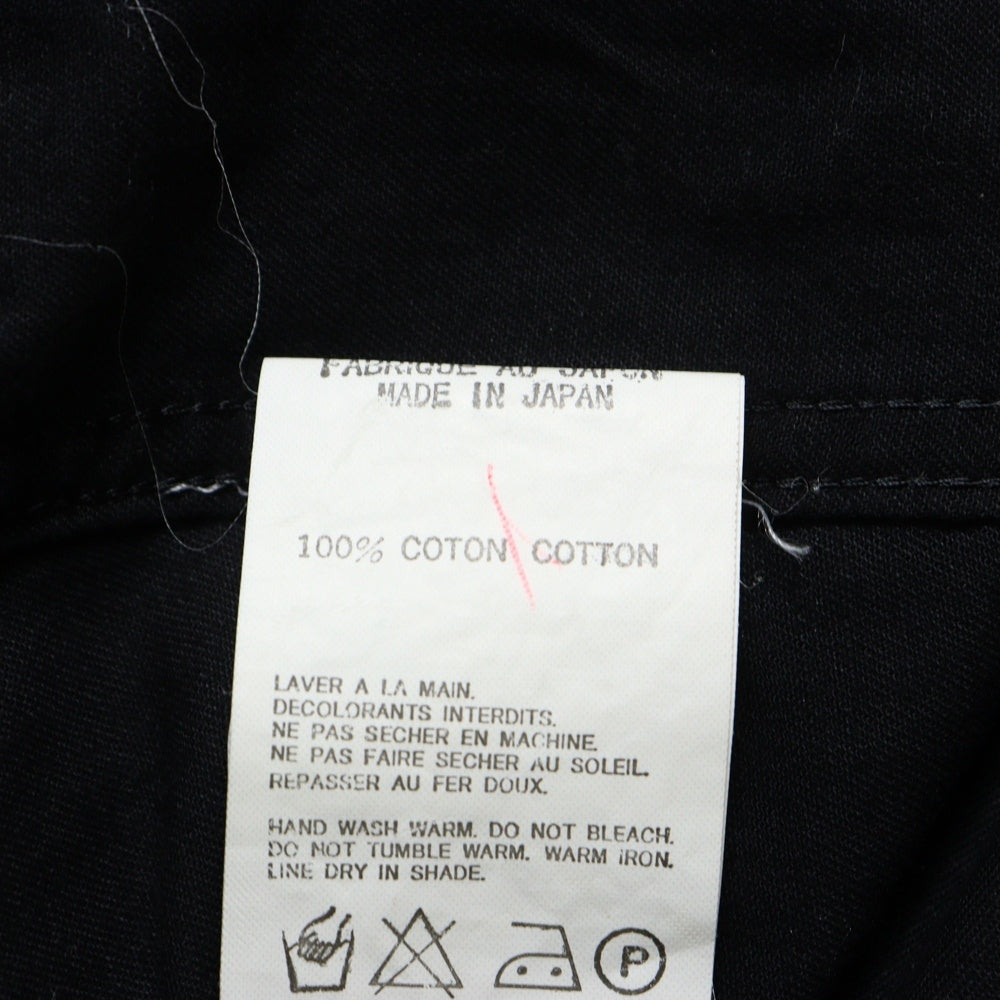 FABRIQUE AU JAPON
MADE IN JAPAN
100% COTON COTTON
LAVER A LA MAIN.
DECOLORANTS INTERDITS.
NE PAS SECHER EN MACHINE.
NE PAS FAIRE SECHER AU SOLEIL.
REPASSER AU FER DOUX.
HAND WASH WARM. DO NOT BLEACH.
DO NOT TUMBLE WARM. WARM IRON.
LINE DRY IN SHADE.
P